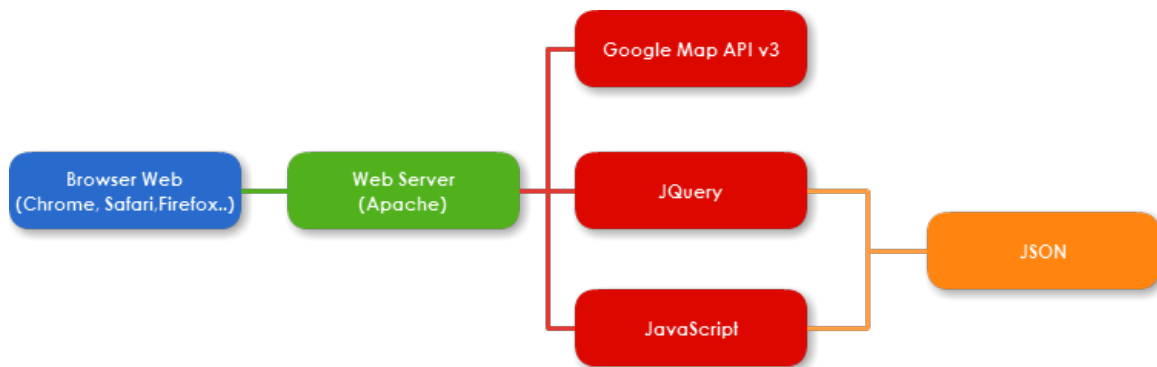 Google Map API v3
Browser Web
(Chrome, Safari,Firefox..)
Web Server
(Apache)
JQuery
JSON
JavaScript